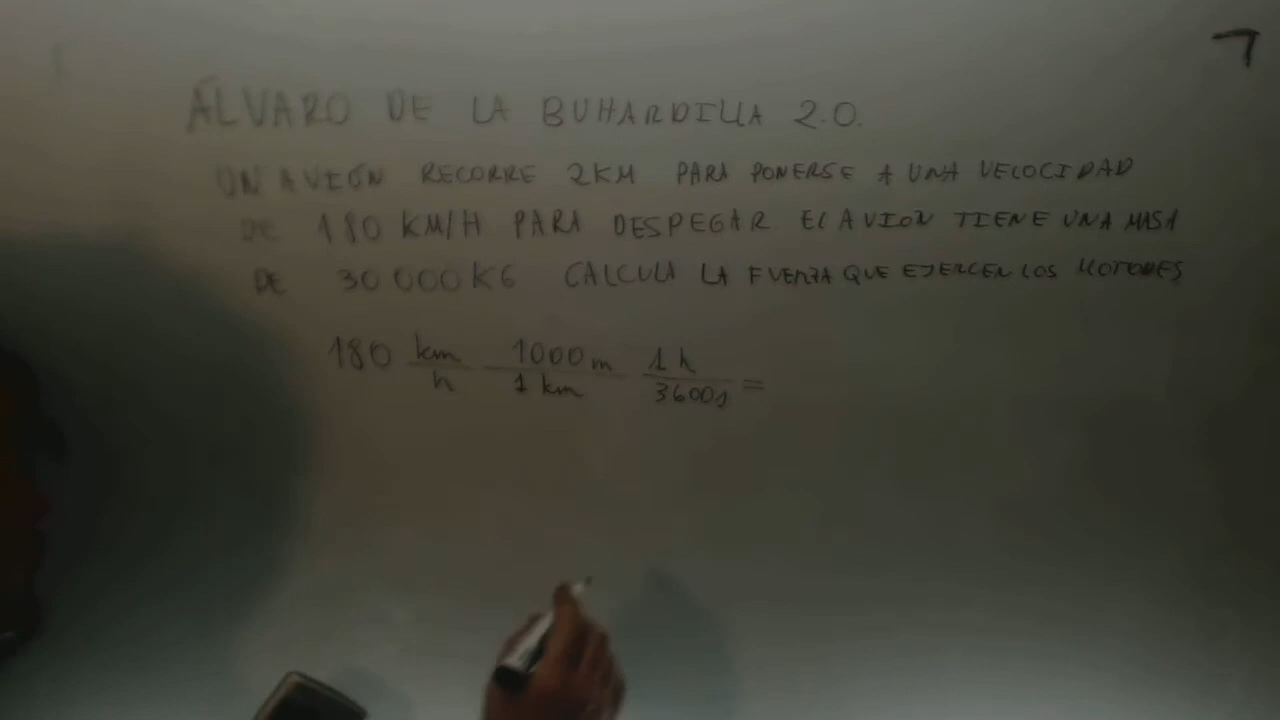 7
ÁLVARO DE LA BUHARDILLA 2.0.
UN AVIÓN RECORRE 2KM PARA PONERSE A UNA VELOCIDAD
DE 180 KM/H PARA DESPEGAR. EL AVION TIENE UNA MASA
DE 30 000 KG CALCULA LA FUERZA QUE EJERCEN LOS MOTORES
180 km/h 1000 m/1 km 1 h/3600s =